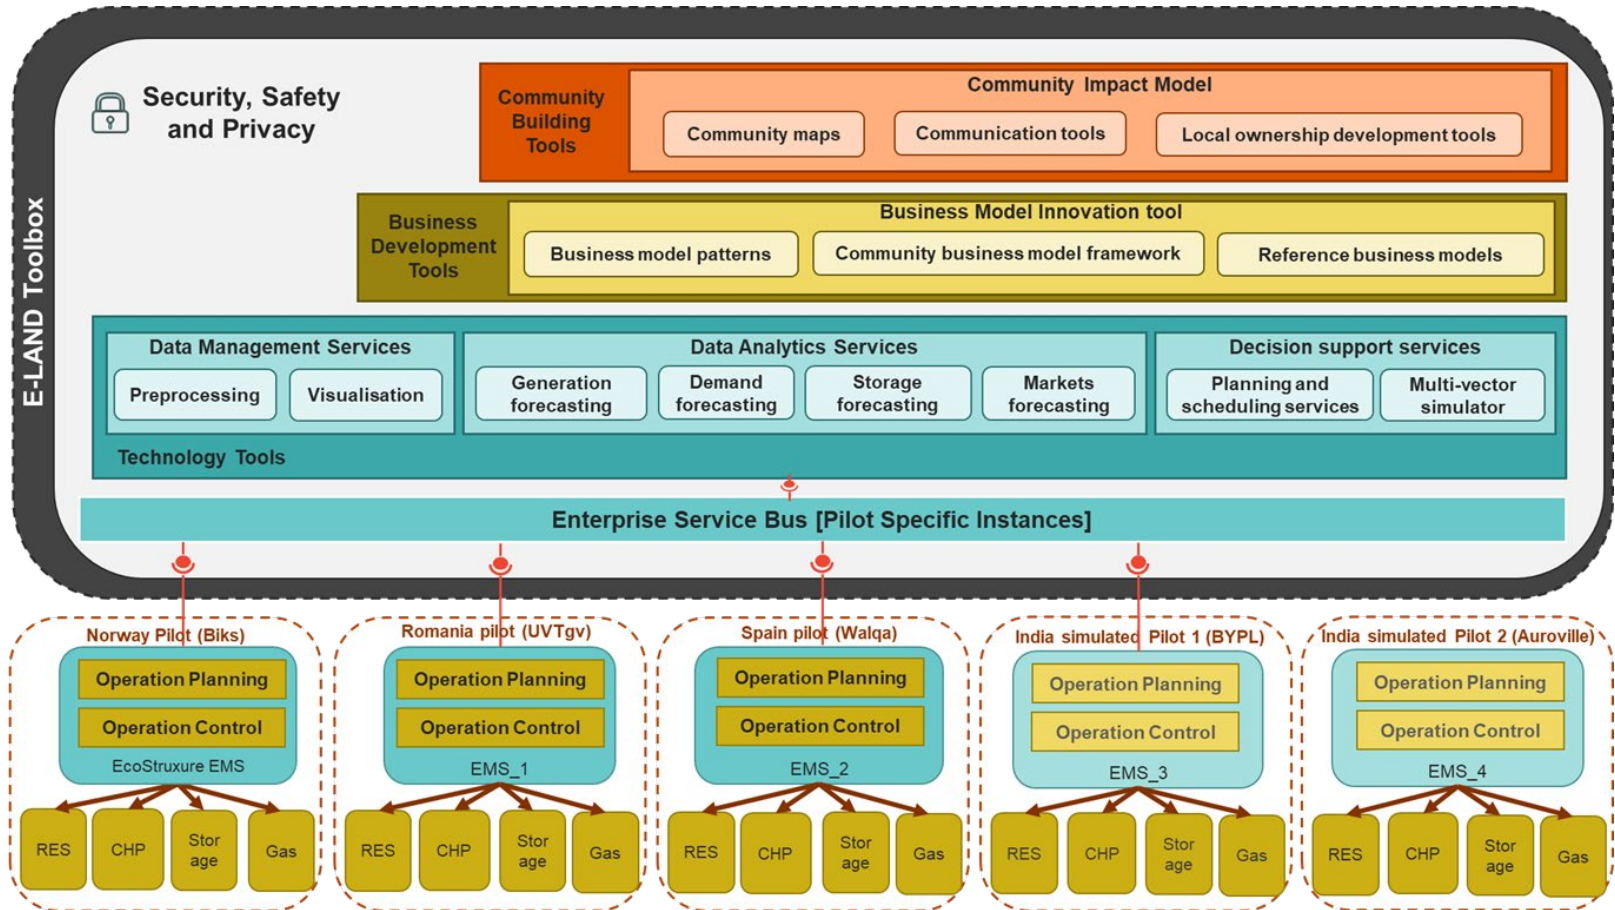 E-LAND Toolbox
Security, Safety
and Privacy
Community
Building
Tools
Community Impact Model
Community maps
Communication tools
Local ownership development tools
Business
Development
Tools
Business Model Innovation tool
Business model patterns
Community business model framework
Reference business models
Data Management Services
Preprocessing
Visualisation
Data Analytics Services
Generation
forecasting
Demand
forecasting
Storage
forecasting
Markets
forecasting
Decision support services
Planning and
scheduling services
Multi-vector
simulator
Technology Tools
Enterprise Service Bus [Pilot Specific Instances]
Norway Pilot (Biks)
Operation Planning
Operation Control
EcoStruxure EMS
RES
CHP
Stor
age
Gas
Romania pilot (UVTgv)
Operation Planning
Operation Control
EMS_1
RES
CHP
Stor
age
Gas
Spain pilot (Walqa)
Operation Planning
Operation Control
EMS_2
RES
CHP
Stor
age
Gas
India simulated Pilot 1 (BYPL)
Operation Planning
Operation Control
EMS_3
RES
CHP
Stor
age
Gas
India simulated Pilot 2 (Auroville)
Operation Planning
Operation Control
EMS_4
RES
CHP
Stor
age
Gas